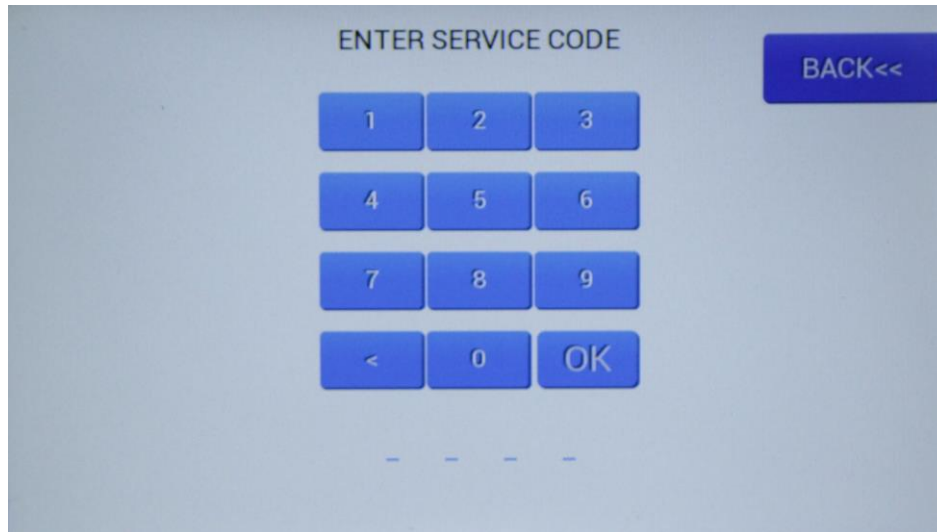 ENTER SERVICE CODE
BACK<<
1 2 3
4 5 6
7 8 9
< 0 OK
_ _ _ _